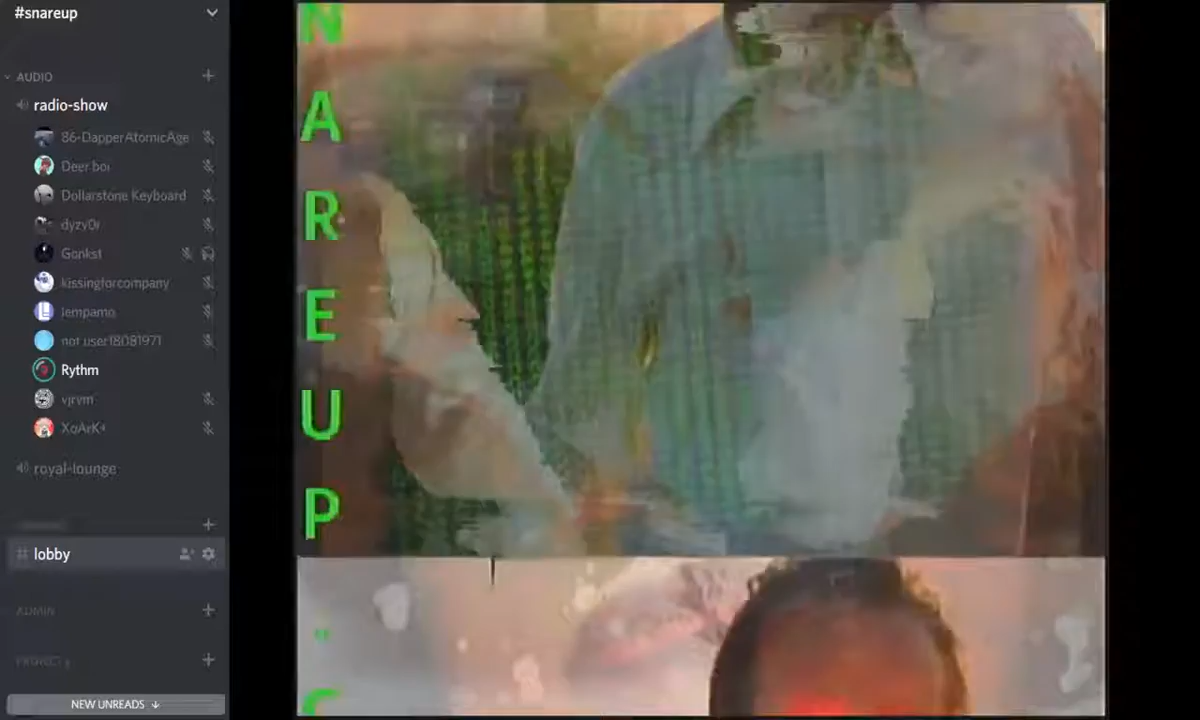 #snareup
AUDIO
radio-show
86-DapperAtomicAge
Deer boi
Dollarstone Keyboard
dyzv0r
Gonkst
kissingforcompany
lempamo
not user18081971
Rythm
vjrvm
XoArK+
royal-lounge
lobby
ADMIN
NEW UNREADS ↓
N
A
R
E
U
P